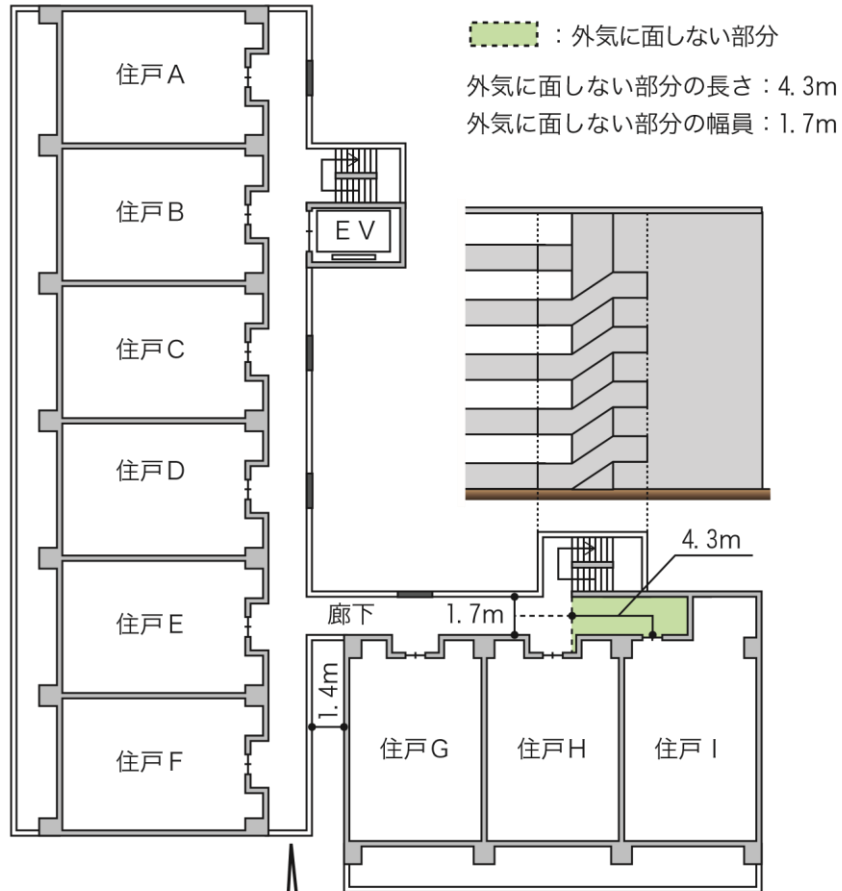 ：外気に面しない部分
外気に面しない部分の長さ：4.3m
外気に面しない部分の幅員：1.7m
住戸A
住戸B
EV
住戸C
住戸D
4.3m
住戸E
廊下
1.7m
1.4m
住戸F
住戸G
住戸H
住戸I